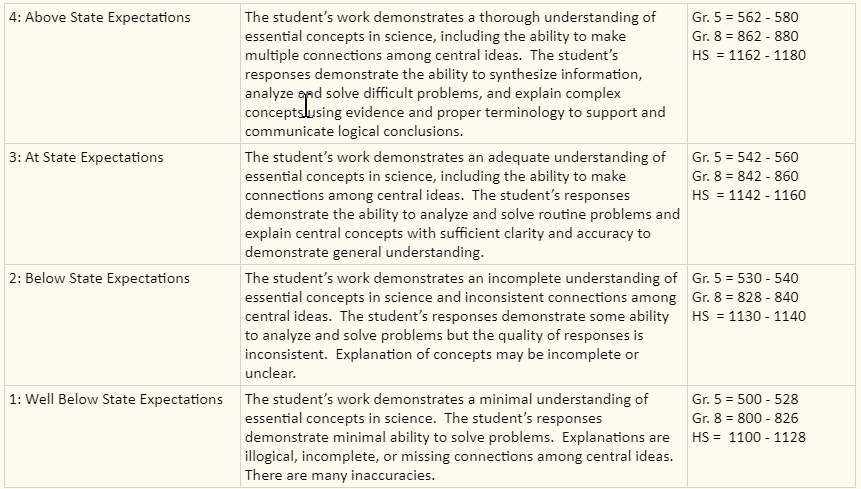 4: Above State Expectations
The student's work demonstrates a thorough understanding of
essential concepts in science, including the ability to make
multiple connections among central ideas.  The student's
responses demonstrate the ability to synthesize information,
analyze and solve difficult problems, and explain complex
concepts using evidence and proper terminology to support and
communicate logical conclusions.
Gr. 5 = 562 - 580
Gr. 8 = 862 - 880
HS  = 1162 - 1180
3: At State Expectations
The student's work demonstrates an adequate understanding of
essential concepts in science, including the ability to make
connections among central ideas.  The student's responses
demonstrate the ability to analyze and solve routine problems and
explain central concepts with sufficient clarity and accuracy to
demonstrate general understanding.
Gr. 5 = 542 - 560
Gr. 8 = 842 - 860
HS  = 1142 - 1160
2: Below State Expectations
The student's work demonstrates an incomplete understanding of
essential concepts in science and inconsistent connections among
central ideas.  The student's responses demonstrate some ability
to analyze and solve problems but the quality of responses is
inconsistent.  Explanation of concepts may be incomplete or
unclear.
Gr. 5 = 530 - 540
Gr. 8 = 828 - 840
HS  = 1130 - 1140
1: Well Below State Expectations
The student's work demonstrates a minimal understanding of
essential concepts in science.  The student's responses
demonstrate minimal ability to solve problems.  Explanations are
illogical, incomplete, or missing connections among central ideas.
There are many inaccuracies.
Gr. 5 = 500 - 528
Gr. 8 = 800 - 826
HS =  1100 - 1128